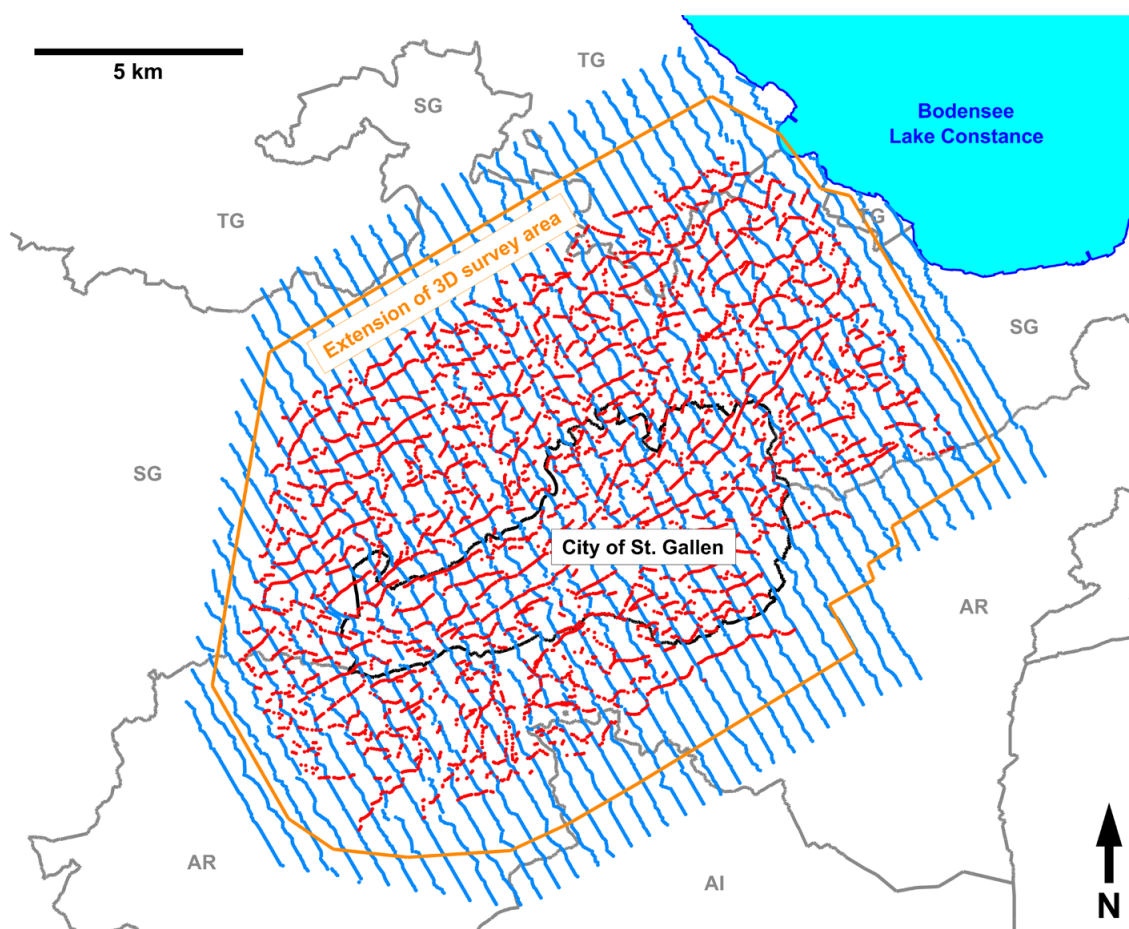 5 km
TG
SG
Bodensee
Lake Constance
TG
TG
Extension of 3D survey area
SG
SG
City of St. Gallen
AR
AR
AI
N